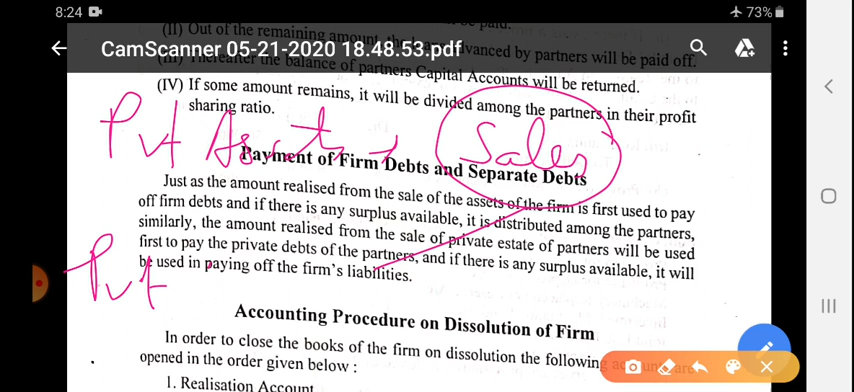 8:24
73%
(II) Out of the remaining amount, the loans advanced by partners will be paid off.
CamScanner 05-21-2020 18.48.53.pdf
(III) Thereafter the balance of partners Capital Accounts will be returned.
(IV) If some amount remains, it will be divided among the partners in their profit
sharing ratio.
Pvt Assets → Sales
Payment of Firm Debts and Separate Debts
Just as the amount realised from the sale of the assets of the firm is first used to pay
off firm debts and if there is any surplus available, it is distributed among the partners,
similarly, the amount realised from the sale of private estate of partners will be used
first to pay the private debts of the partners, and if there is any surplus available, it will
be used in paying off the firm's liabilities.
Pvt
Accounting Procedure on Dissolution of Firm
In order to close the books of the firm on dissolution the following accounts are
opened in the order given below :
1. Realisation Account